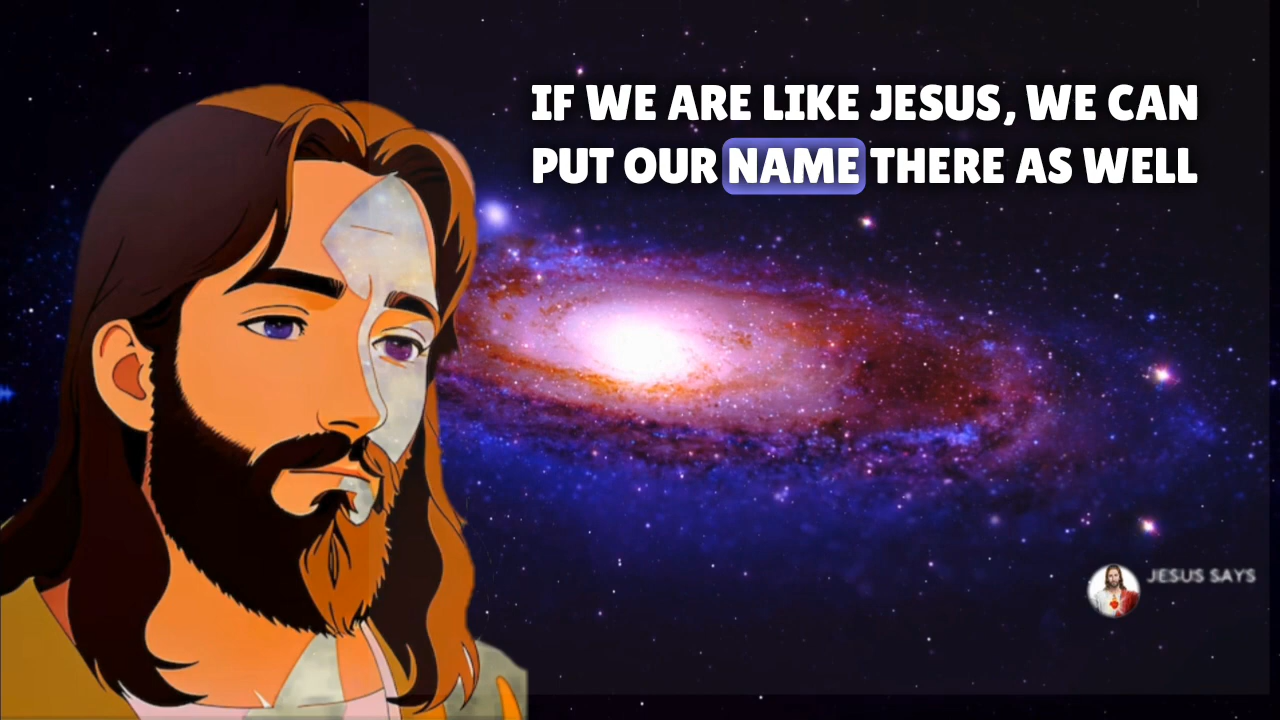 IF WE ARE LIKE JESUS, WE CAN
PUT OUR NAME THERE AS WELL
JESUS SAYS